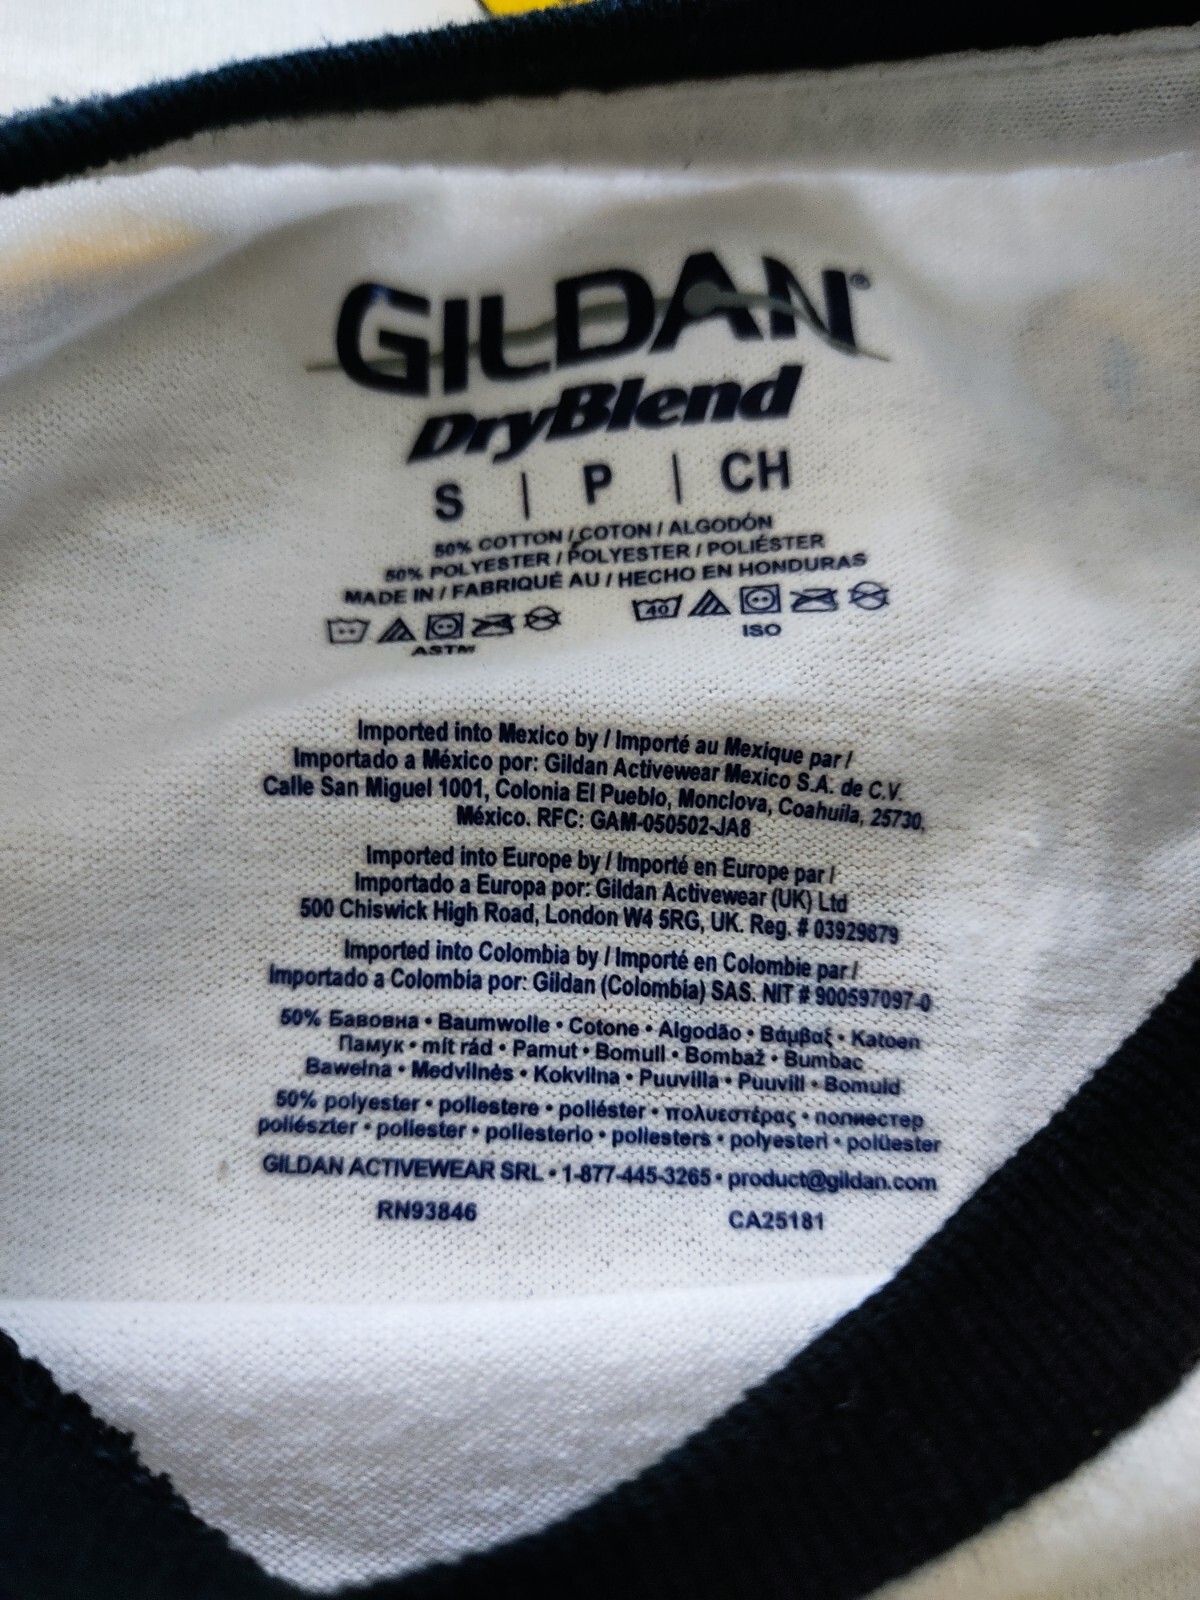 GILDAN®
DryBlend
S | P | CH
50% COTTON / COTON / ALGODÓN
50% POLYESTER / POLYESTER / POLIÉSTER
MADE IN / FABRIQUÉ AU / HECHO EN HONDURAS
40
ASTM
ISO
Imported into Mexico by / Importé au Mexique par /
Importado a México por: Gildan Activewear Mexico S.A. de C.V.
Calle San Miguel 1001, Colonia El Pueblo, Monclova, Coahuila, 25730,
México. RFC: GAM-050502-JA8
Imported into Europe by / Importé en Europe par /
Importado a Europa por: Gildan Activewear (UK) Ltd
500 Chiswick High Road, London W4 5RG, UK. Reg. # 03929879
Imported into Colombia by / Importé en Colombie par /
Importado a Colombia por: Gildan (Colombia) SAS. NIT # 900597097-0
50% Бавовна • Baumwolle • Cotone • Algodão • Βάμβαξ • Katoen
Памук • mít rád • Pamut • Bomull • Bombaž • Bumbac
Bawełna • Medvilnės • Kokvilna • Puuvilla • Puuvill • Bomuld
50% polyester • poliestere • poliéster • πολυεστέρας • полиестер
poliészter • poliester • poliesterio • poliesters • polyesteri • polüester
GILDAN ACTIVEWEAR SRL • 1-877-445-3265 • product@gildan.com
RN93846 CA25181